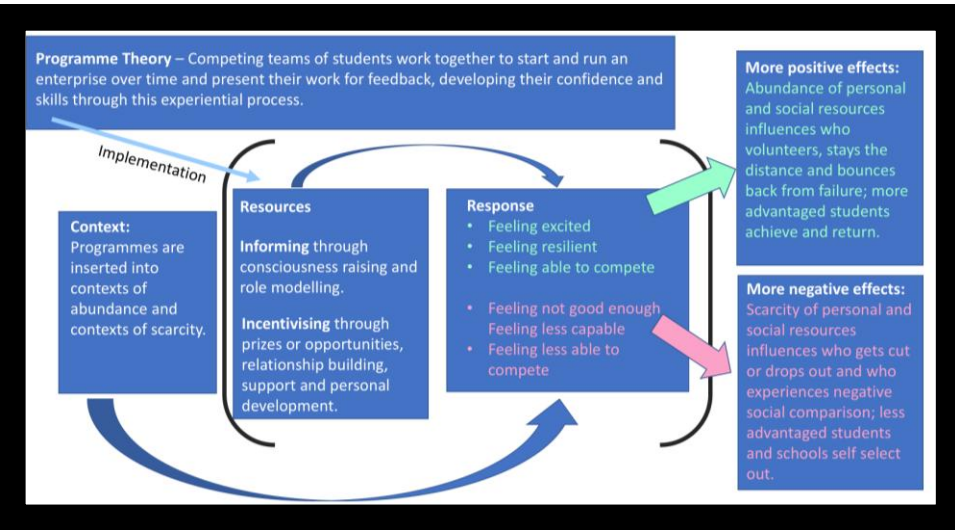 Programme Theory – Competing teams of students work together to start and run an
enterprise over time and present their work for feedback, developing their confidence and
skills through this experiential process.
Implementation
Context:
Programmes are
inserted into
contexts of
abundance and
contexts of scarcity.
Resources
Informing through
consciousness raising and
role modelling.
Incentivising through
prizes or opportunities,
relationship building,
support and personal
development.
Response
• Feeling excited
• Feeling resilient
• Feeling able to compete
• Feeling not good enough
Feeling less capable
• Feeling less able to
compete
More positive effects:
Abundance of personal
and social resources
influences who
volunteers, stays the
distance and bounces
back from failure; more
advantaged students
achieve and return.
More negative effects:
Scarcity of personal and
social resources
influences who gets cut
or drops out and who
experiences negative
social comparison; less
advantaged students
and schools self select
out.